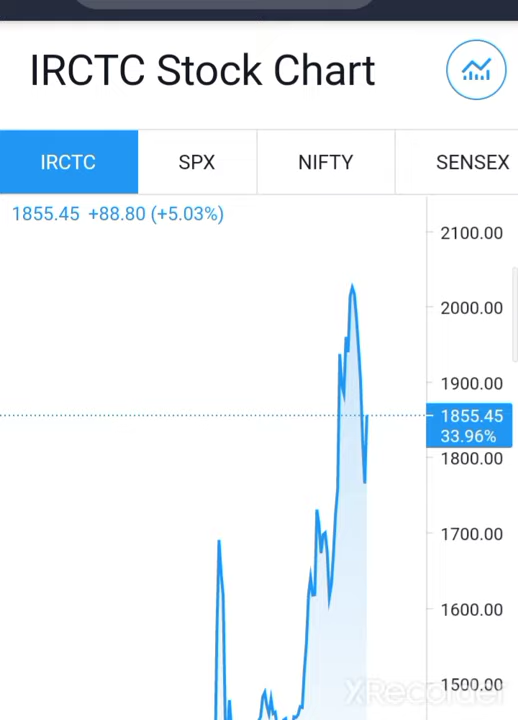 IRCTC Stock Chart
IRCTC SPX NIFTY SENSEX
1855.45 +88.80 (+5.03%)
2100.00
2000.00
1900.00
1855.45
33.96%
1800.00
1700.00
1600.00
1500.00
XRecorder